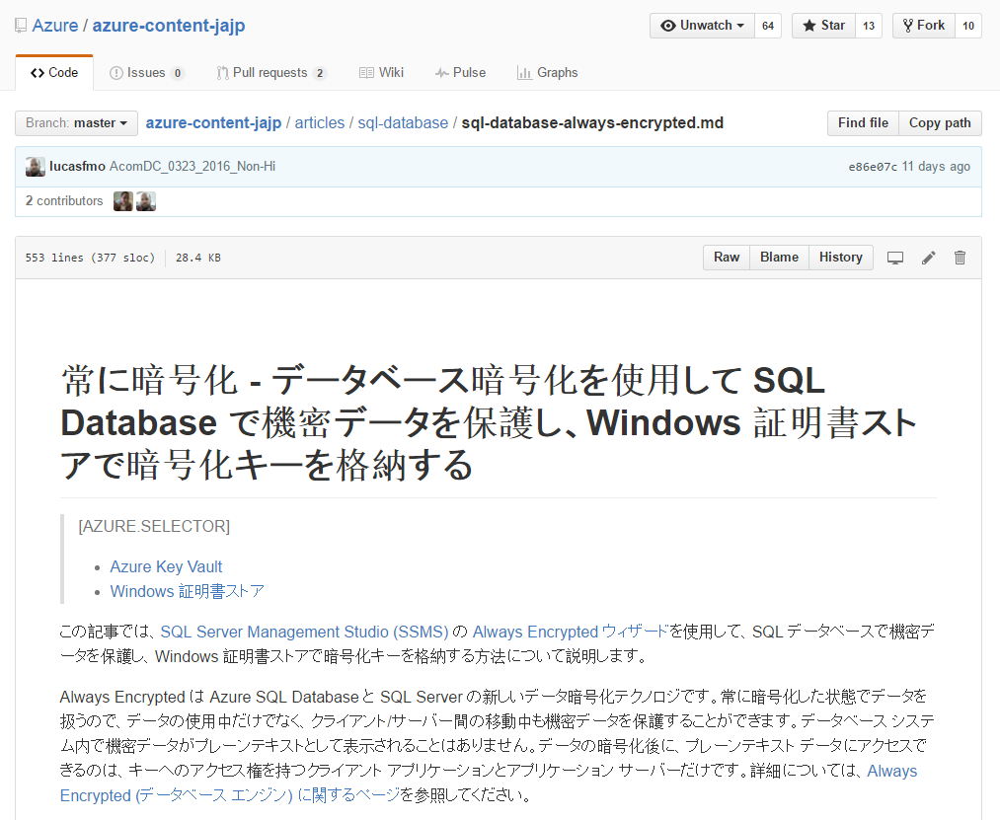 Azure / azure-content-jajp
Unwatch 64 Star 13 Fork 10
Code Issues 0 Pull requests 2 Wiki Pulse Graphs
Branch: master azure-content-jajp / articles / sql-database / sql-database-always-encrypted.md Find file Copy path
lucasfmo AcomDC_0323_2016_Non-Hi e86e07c 11 days ago
2 contributors
553 lines (377 sloc) 28.4 KB Raw Blame History
常に暗号化 - データベース暗号化を使用して SQL
Database で機密データを保護し、Windows 証明書スト
アで暗号化キーを格納する
[AZURE.SELECTOR]
• Azure Key Vault
• Windows 証明書ストア
この記事では、SQL Server Management Studio (SSMS) の Always Encrypted ウィザードを使用して、SQL データベースで機密デ
ータを保護し、Windows 証明書ストアで暗号化キーを格納する方法について説明します。
Always Encrypted は Azure SQL Database と SQL Server の新しいデータ暗号化テクノロジです。常に暗号化した状態でデータを
扱うので、データの使用中だけでなく、クライアント/サーバー間の移動中も機密データを保護することができます。データベース システ
ム内で機密データがプレーンテキストとして表示されることはありません。データの暗号化後に、プレーンテキスト データにアクセスで
きるのは、キーへのアクセス権を持つクライアント アプリケーションとアプリケーション サーバーだけです。詳細については、Always
Encrypted (データベース エンジン) に関するページを参照してください。